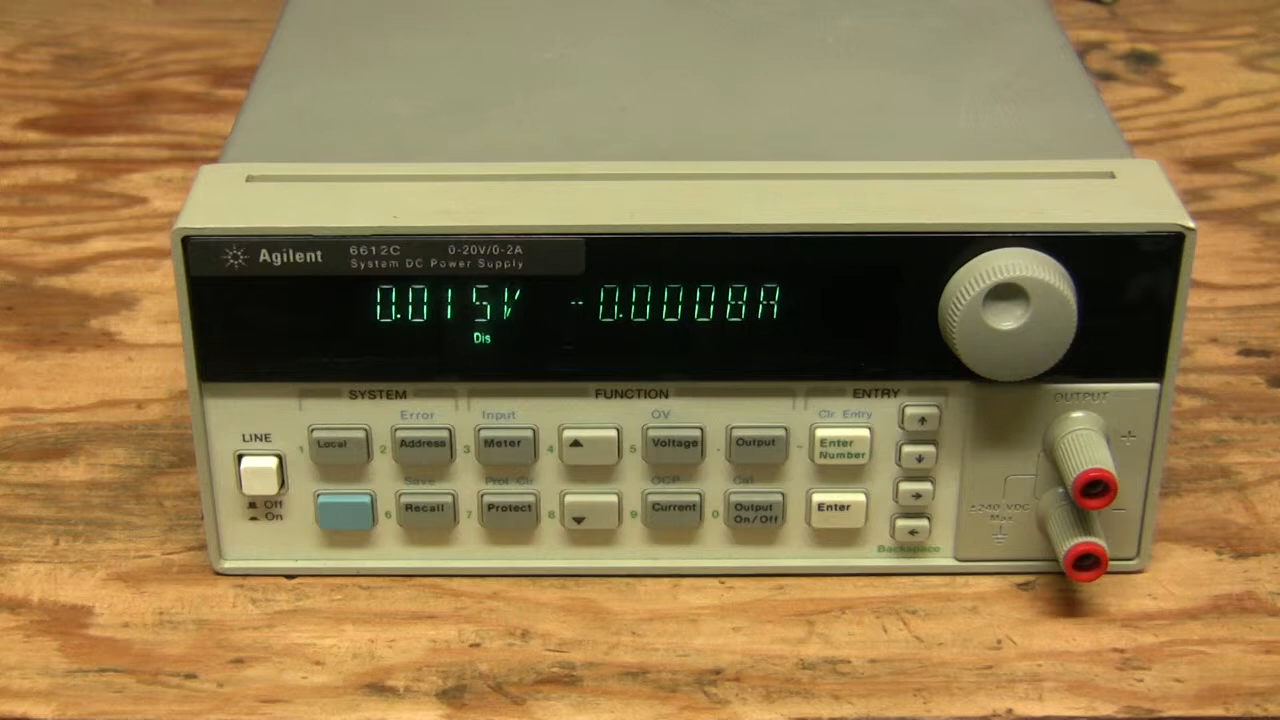 Agilent 6612C 0-20V/0-2A
System DC Power Supply
0.015V -0.0008A
Dis
SYSTEM FUNCTION ENTRY
OUTPUT
Error Input OV Clr Entry
LINE
1 Local 2 Address 3 Meter 4 5 Voltage . Output - Enter Number
+
Save Prot Clr OCP Cal
Off
On
6 Recall 7 Protect 8 9 Current 0 Output On/Off Enter
±240 VDC
Max
-
Backspace